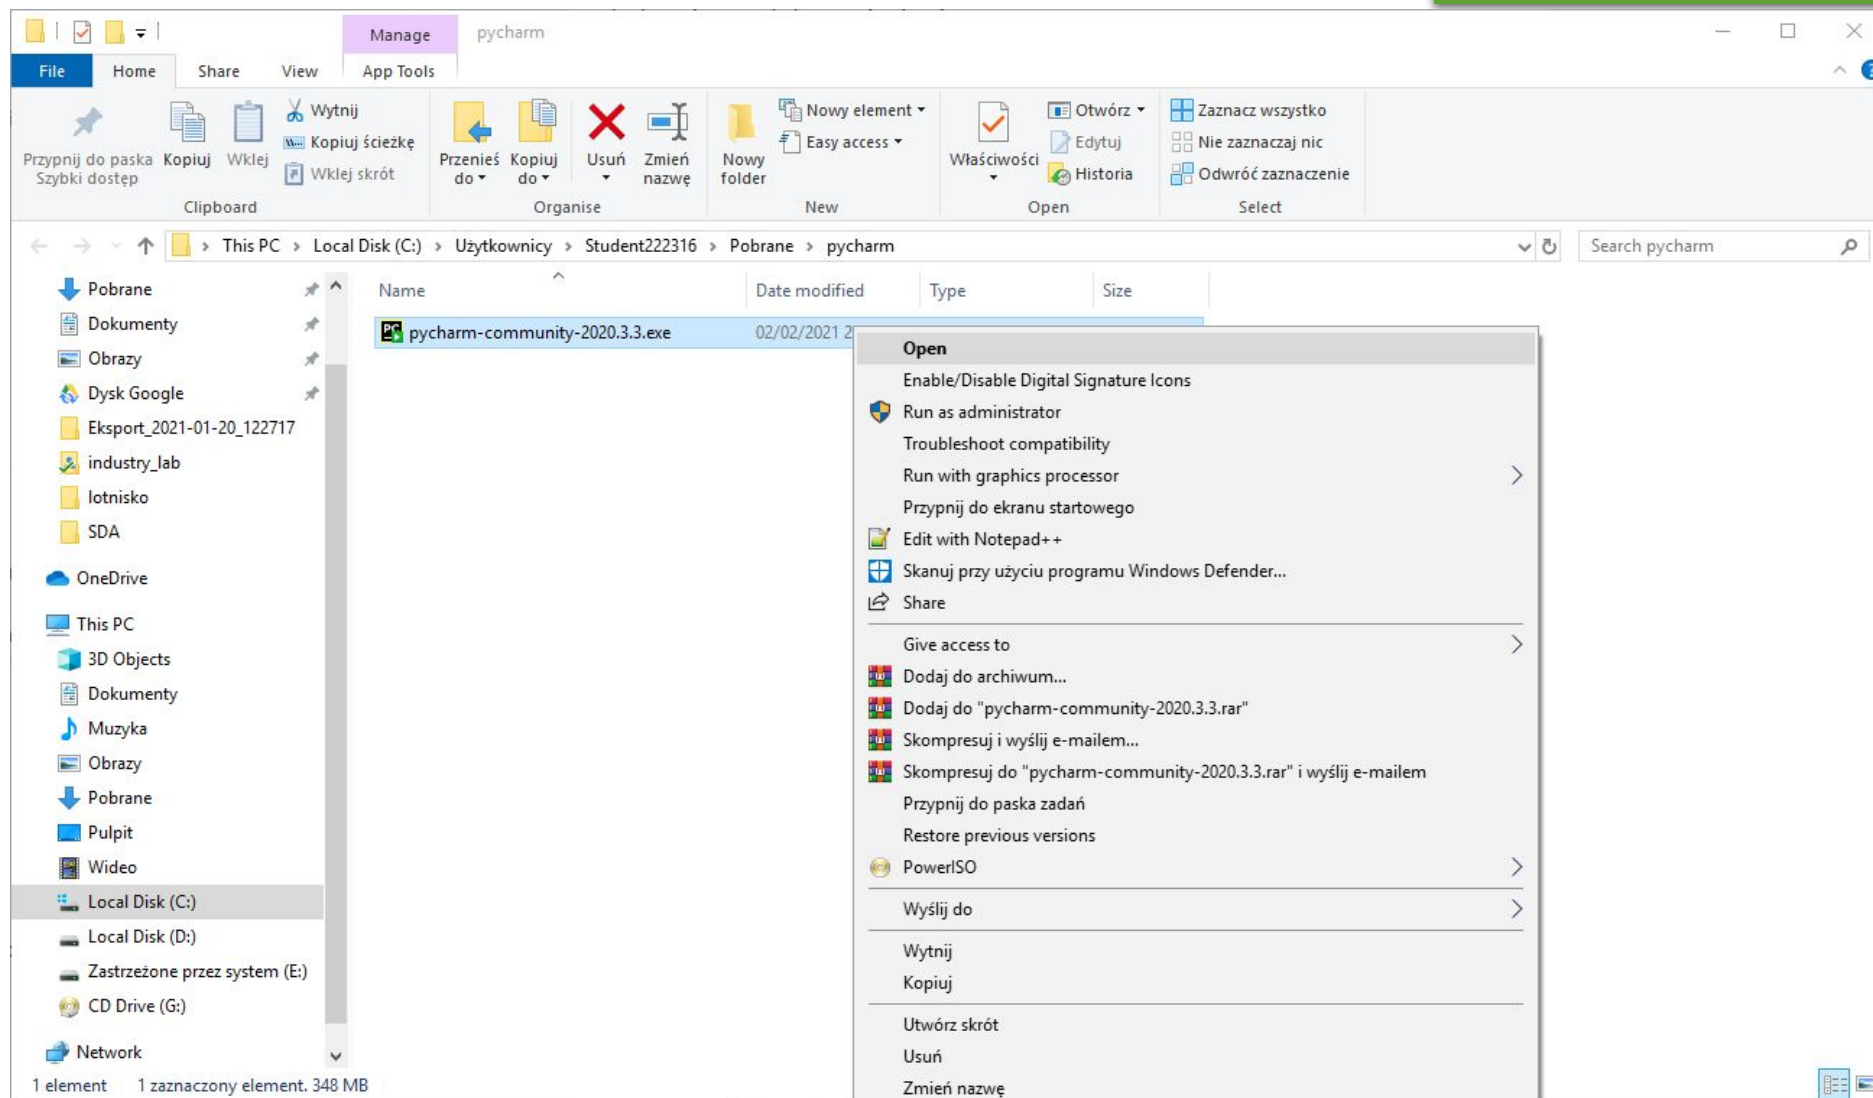 Manage pycharm
File Home Share View App Tools
Przypnij do paska
Szybki dostęp
Kopiuj
Wklej
Wytnij
Kopiuj ścieżkę
Wklej skrót
Clipboard
Przenieś
do
Kopiuj
do
Usuń
Zmień
nazwę
Organise
Nowy
folder
Nowy element
Easy access
New
Właściwości
Otwórz
Edytuj
Historia
Open
Zaznacz wszystko
Nie zaznaczaj nic
Odwróć zaznaczenie
Select
This PC > Local Disk (C:) > Użytkownicy > Student222316 > Pobrane > pycharm
Search pycharm
Pobrane
Dokumenty
Obrazy
Dysk Google
Eksport_2021-01-20_122717
industry_lab
lotnisko
SDA
OneDrive
This PC
3D Objects
Dokumenty
Muzyka
Obrazy
Pobrane
Pulpit
Wideo
Local Disk (C:)
Local Disk (D:)
Zastrzeżone przez system (E:)
CD Drive (G:)
Network
Name Date modified Type Size
pycharm-community-2020.3.3.exe 02/02/2021 2
Open
Enable/Disable Digital Signature Icons
Run as administrator
Troubleshoot compatibility
Run with graphics processor
Przypnij do ekranu startowego
Edit with Notepad++
Skanuj przy użyciu programu Windows Defender...
Share
Give access to
Dodaj do archiwum...
Dodaj do "pycharm-community-2020.3.3.rar"
Skompresuj i wyślij e-mailem...
Skompresuj do "pycharm-community-2020.3.3.rar" i wyślij e-mailem
Przypnij do paska zadań
Restore previous versions
PowerISO
Wyślij do
Wytnij
Kopiuj
Utwórz skrót
Usuń
Zmień nazwę
1 element 1 zaznaczony element. 348 MB